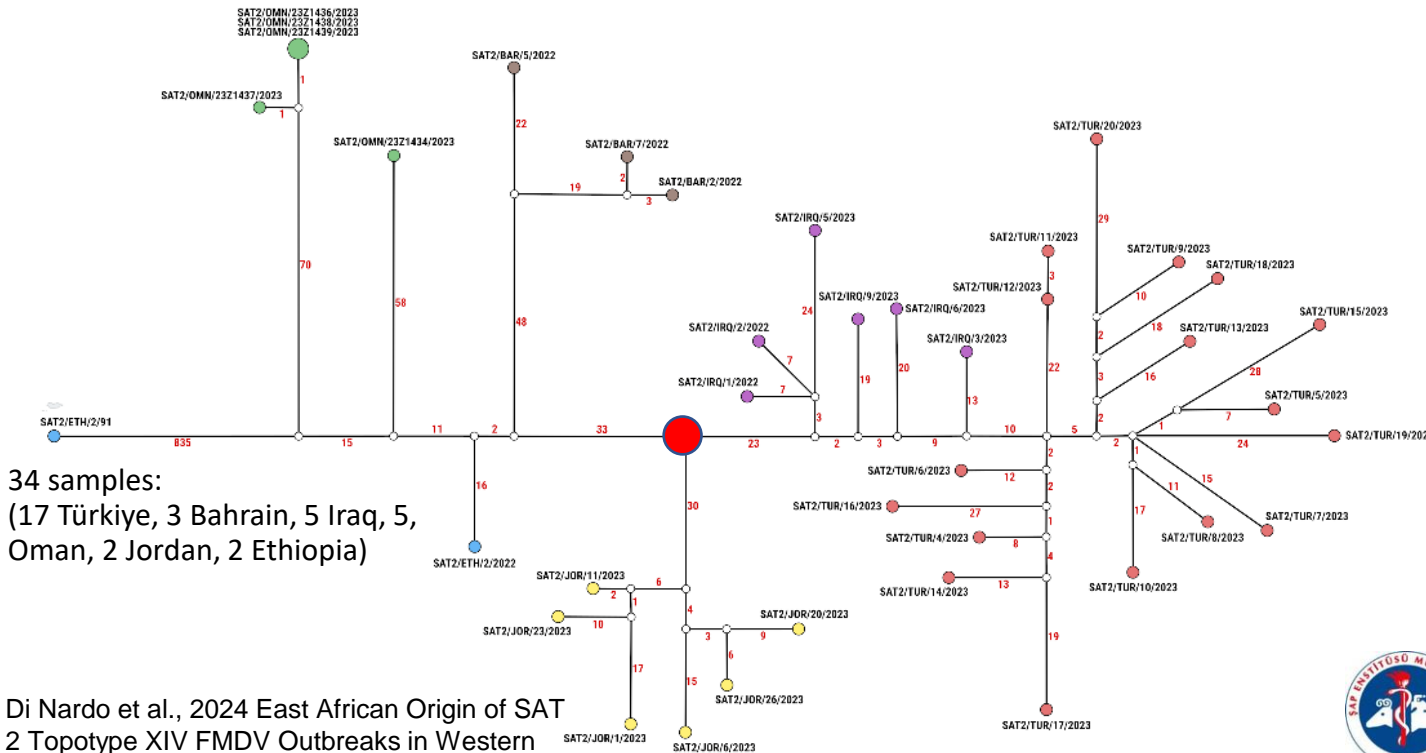 SAT2/OMN/23Z1436/2023
SAT2/OMN/23Z1438/2023
SAT2/OMN/23Z1439/2023
SAT2/BAR/5/2022
1
SAT2/OMN/23Z1437/2023
1
22
SAT2/TUR/20/2023
SAT2/OMN/23Z1434/2023
SAT2/BAR/7/2022
2
SAT2/BAR/2/2022
19
3
SAT2/IRQ/5/2023
29
SAT2/TUR/11/2023
SAT2/TUR/9/2023
SAT2/TUR/18/2023
70
3
58
SAT2/IRQ/9/2023
SAT2/TUR/12/2023
10
24
SAT2/IRQ/6/2023
SAT2/TUR/15/2023
48
SAT2/IRQ/2/2022
18
2
SAT2/TUR/13/2023
SAT2/IRQ/3/2023
7
20
22
28
3
16
19
SAT2/IRQ/1/2022
7
13
SAT2/TUR/5/2023
3
2
7
SAT2/ETH/2/91
1
835
15
11
2
33
23
2
3
9
10
5
2
24
SAT2/TUR/19/202
34 samples:
(17 Türkiye, 3 Bahrain, 5 Iraq, 5,
Oman, 2 Jordan, 2 Ethiopia)
16
30
2
1
SAT2/TUR/6/2023
12
2
11
15
SAT2/TUR/16/2023
27
17
1
SAT2/TUR/4/2023
8
SAT2/TUR/8/2023
SAT2/TUR/7/2023
4
SAT2/ETH/2/2022
SAT2/TUR/14/2023
13
SAT2/TUR/10/2023
SAT2/JOR/11/2023
6
2
1
4
SAT2/JOR/20/2023
SAT2/JOR/23/2023
10
3
9
19
17
6
15
SAT2/JOR/26/2023
SAT2/TUR/17/2023
SAT2/JOR/1/2023
SAT2/JOR/6/2023
Di Nardo et al., 2024 East African Origin of SAT
2 Topotype XIV FMDV Outbreaks in Western
ŞAP ENSTİTÜSÜ M